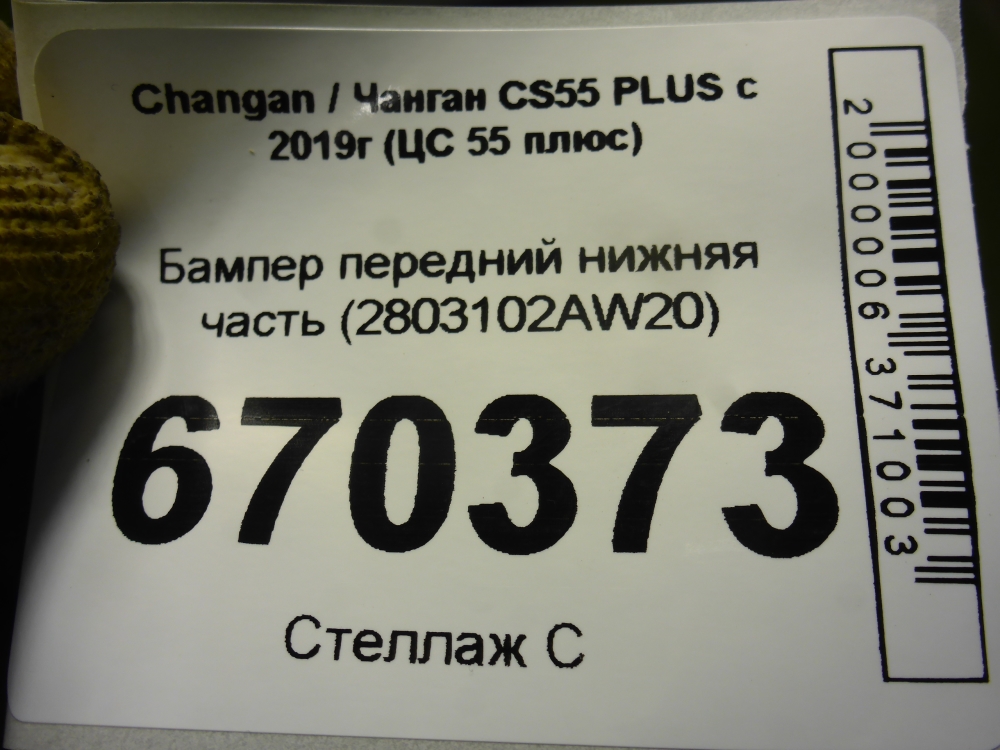 Changan / Чанган CS55 PLUS с
2019г (ЦС 55 плюс)
Бампер передний нижняя
часть (2803102AW20)
670373
Стеллаж С
2000006371003